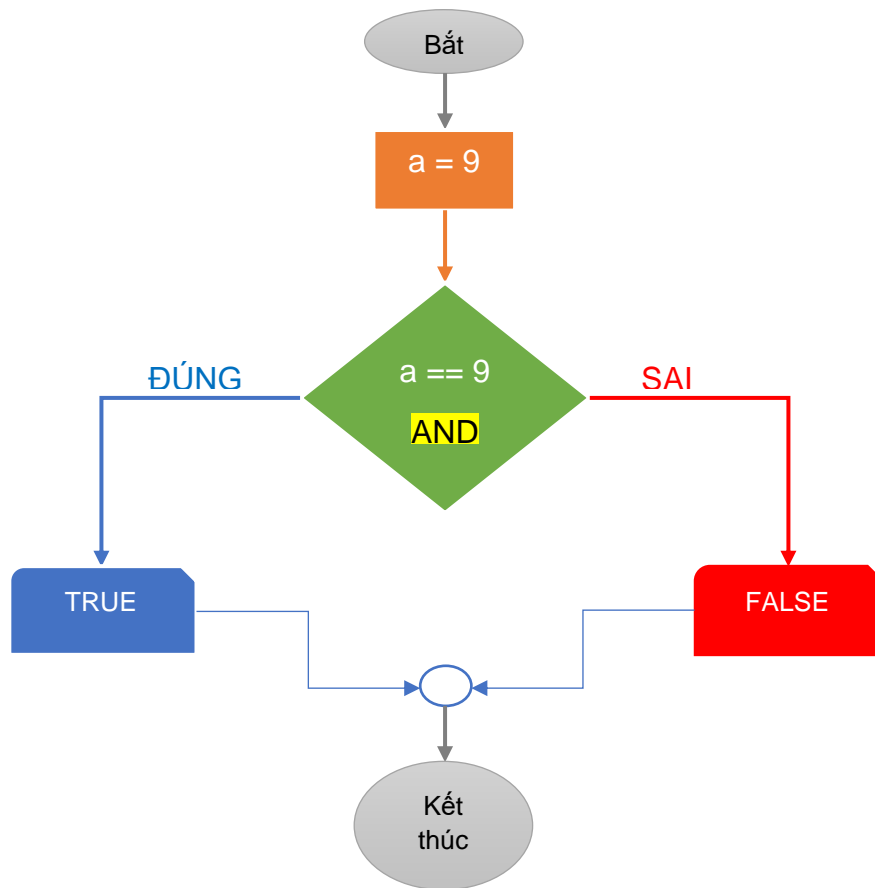 Bắt
a = 9
a == 9
AND
ĐÚNG
SAI
TRUE
FALSE
Kết
thúc